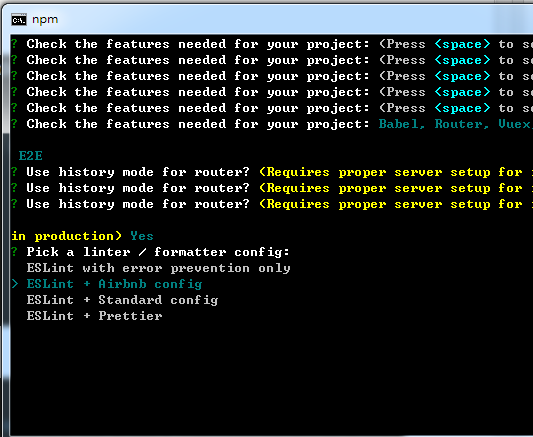 npm
? Check the features needed for your project: (Press <space> to
? Check the features needed for your project: (Press <space> to
? Check the features needed for your project: (Press <space> to
? Check the features needed for your project: (Press <space> to
? Check the features needed for your project: (Press <space> to
? Check the features needed for your project: Babel, Router, Vuex,
E2E
? Use history mode for router? (Requires proper server setup for
? Use history mode for router? (Requires proper server setup for
? Use history mode for router? (Requires proper server setup for
in production) Yes
? Pick a linter / formatter config:
ESLint with error prevention only
> ESLint + Airbnb config
ESLint + Standard config
ESLint + Prettier